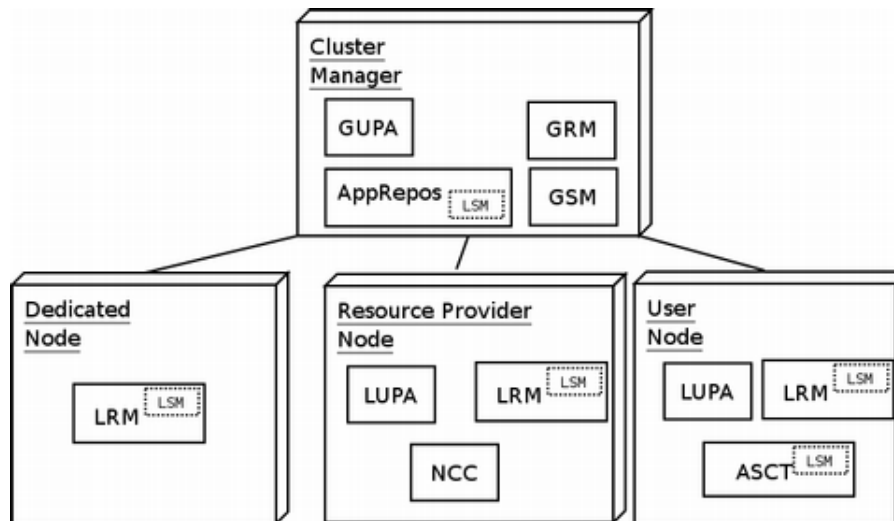 Cluster
Manager
GUPA
GRM
AppRepos
LSM
GSM
Dedicated
Node
LRM
LSM
Resource Provider
Node
LUPA
LRM
LSM
NCC
User
Node
LUPA
LRM
LSM
ASCT
LSM